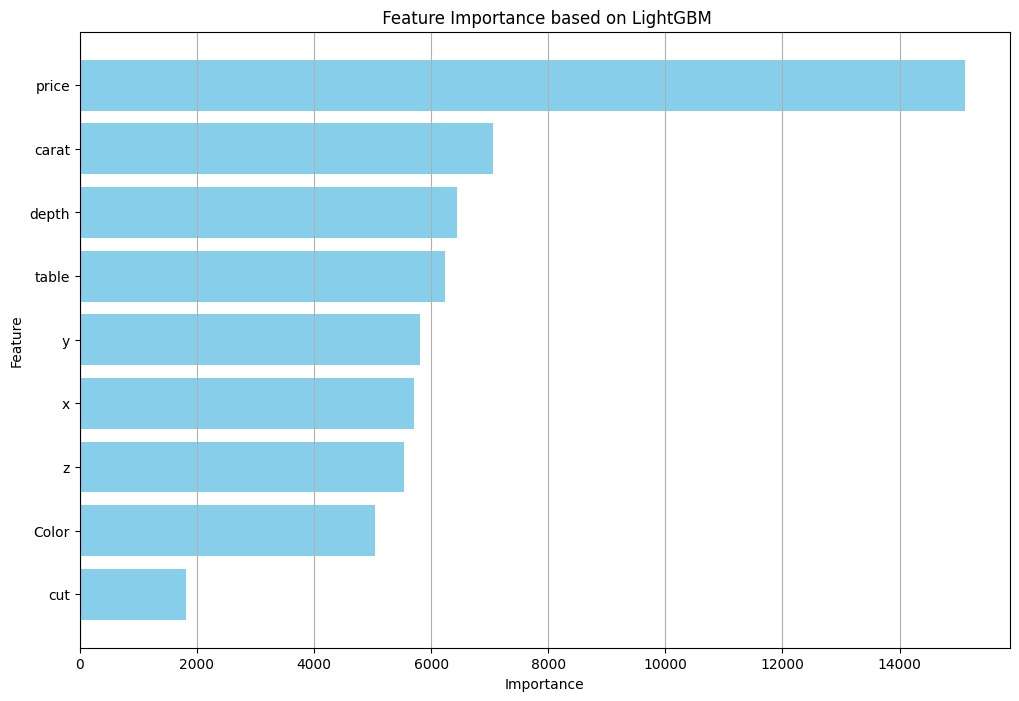 Feature Importance based on LightGBM
price
carat
depth
table
y
x
z
Color
cut
Feature
0 2000 4000 6000 8000 10000 12000 14000
Importance